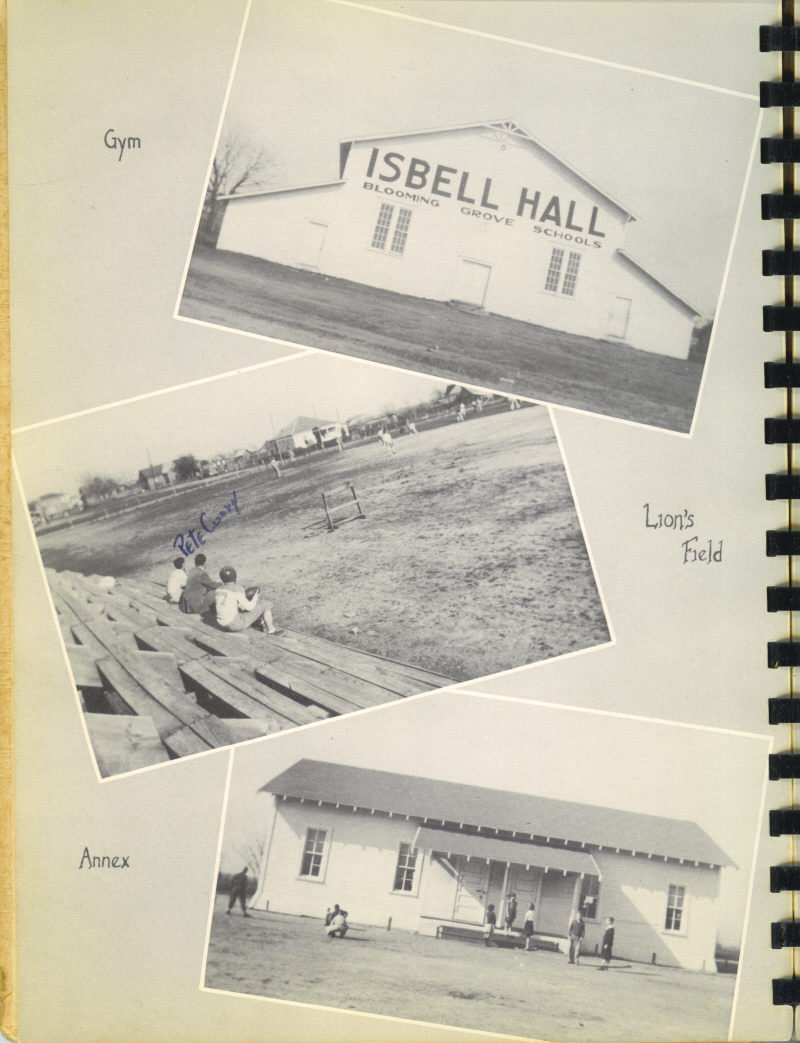 Gym
ISBELL HALL
BLOOMING GROVE SCHOOLS
Lion's
Field
PETE
Annex